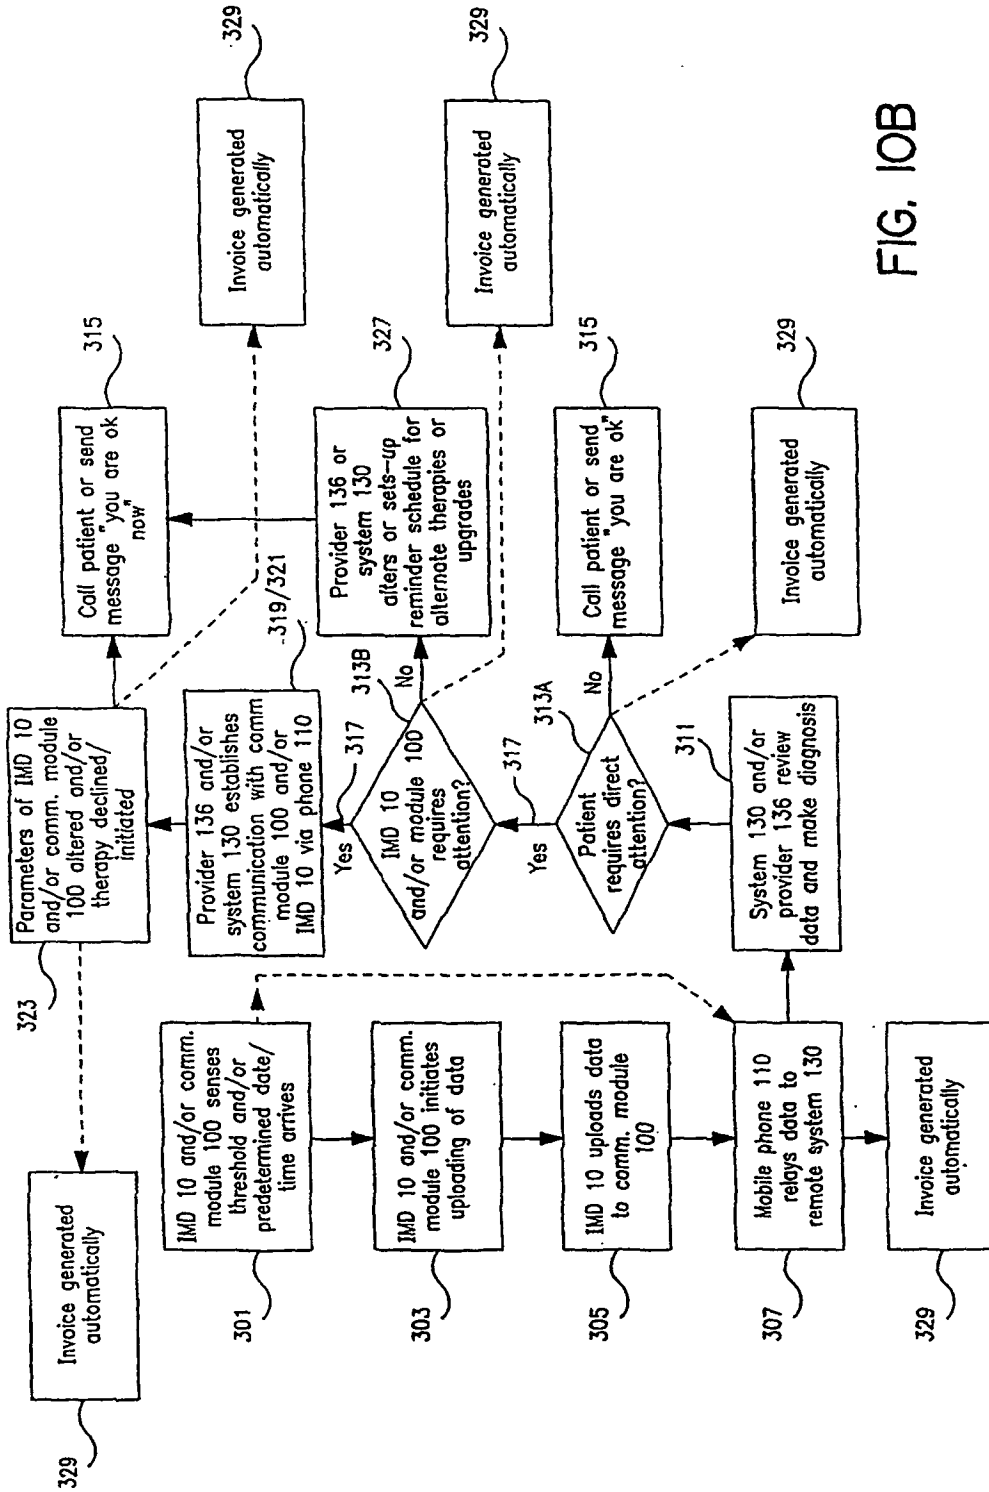 329
Invoice generated
automatically
323
Parameters of IMD 10
and/or comm. module
100 altered and/or
therapy declined/
initiated
Call patient or send
message "you are ok
now"
315
Invoice generated
automatically
329
301
IMD 10 and/or comm.
module 100 senses
threshold and/or
predetermined date/
time arrives
Provider 136 and/or
system 130 establishes
communication with comm
module 100 and/or
IMD 10 via phone 110
319/321
Yes
317
303
IMD 10 and/or comm.
module 100 initiates
uploading of data
IMD 10
and/or module 100
requires
attention?
313B
No
Provider 136 or
system 130
alters or sets-up
reminder schedule for
alternate therapies or
upgrades
327
Invoice generated
automatically
329
Yes
317
305
IMD 10 uploads data
to comm. module
100
Patient
requires direct
attention?
313A
No
Call patient or send
message "you are ok"
315
307
Mobile phone 110
relays data to
remote system 130
System 130 and/or
provider 136 review
data and make diagnosis
311
Invoice generated
automatically
329
329
Invoice generated
automatically
FIG. 10B